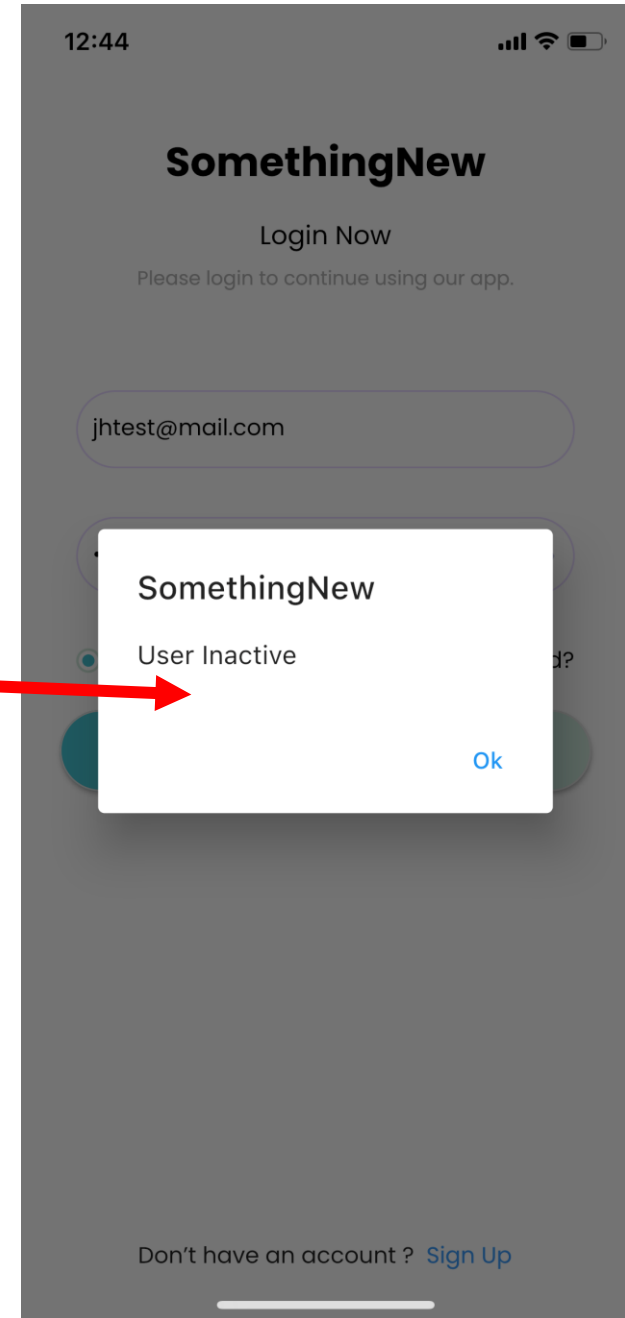 12:44
SomethingNew
Login Now
Please login to continue using our app.
jhtest@mail.com
SomethingNew
User Inactive
d?
Ok
Don’t have an account ? Sign Up